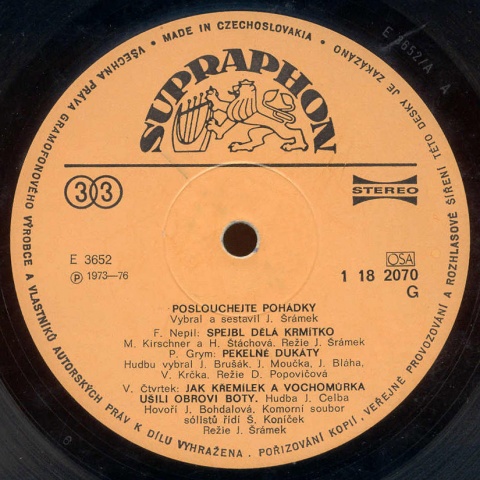 VŠECHNA PRÁVA GRAMOFONOVÉHO VÝROBCE A VLASTNÍKŮ AUTORSKÝCH PRÁV K DÍLU VYHRAŽENA. POŘIZOVÁNÍ KOPIÍ, VEŘEJNÉ PROVOZOVÁNÍ A ROZHLASOVÉ ŠÍŘENÍ TÉTO DESKY JE ZAKÁZÁNO
• MADE IN CZECHOSLOVAKIA •
E 3652/A A
SUPRAPHON
33
STEREO
E 3652
Ⓟ 1973—76
OSA
1 18 2070
G
POSLOUCHEJTE POHÁDKY
Vybral a sestavil J. Šrámek
F. Nepil: SPEJBL DĚLÁ KRMÍTKO
M. Kirschner a H. Štáchová. Režie J. Šrámek
P. Grym: PEKELNÉ DUKÁTY
Hudbu vybral J. Brušák, J. Moučka, J. Bláha,
V. Krčka. Režie D. Popovičová
V. Čtvrtek: JAK KŘEMÍLEK A VOCHOMŮRKA
UŠILI OBROVI BOTY. Hudba J. Celba
Hovoří J. Bohdalová, Komorní soubor
sólistů řídí Š. Koníček
Režie J. Šrámek